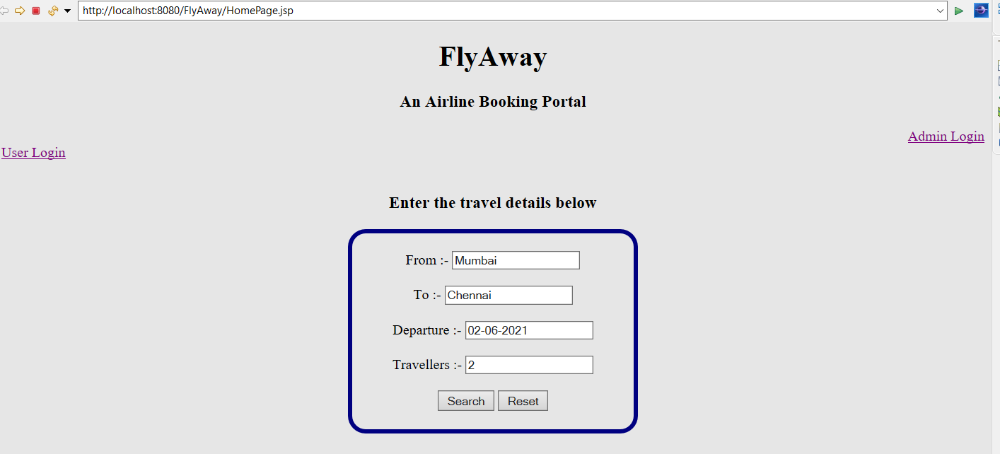 http://localhost:8080/FlyAway/HomePage.jsp
FlyAway
An Airline Booking Portal
Admin Login
User Login
Enter the travel details below
From :- Mumbai
To :- Chennai
Departure :- 02-06-2021
Travellers :- 2
Search Reset